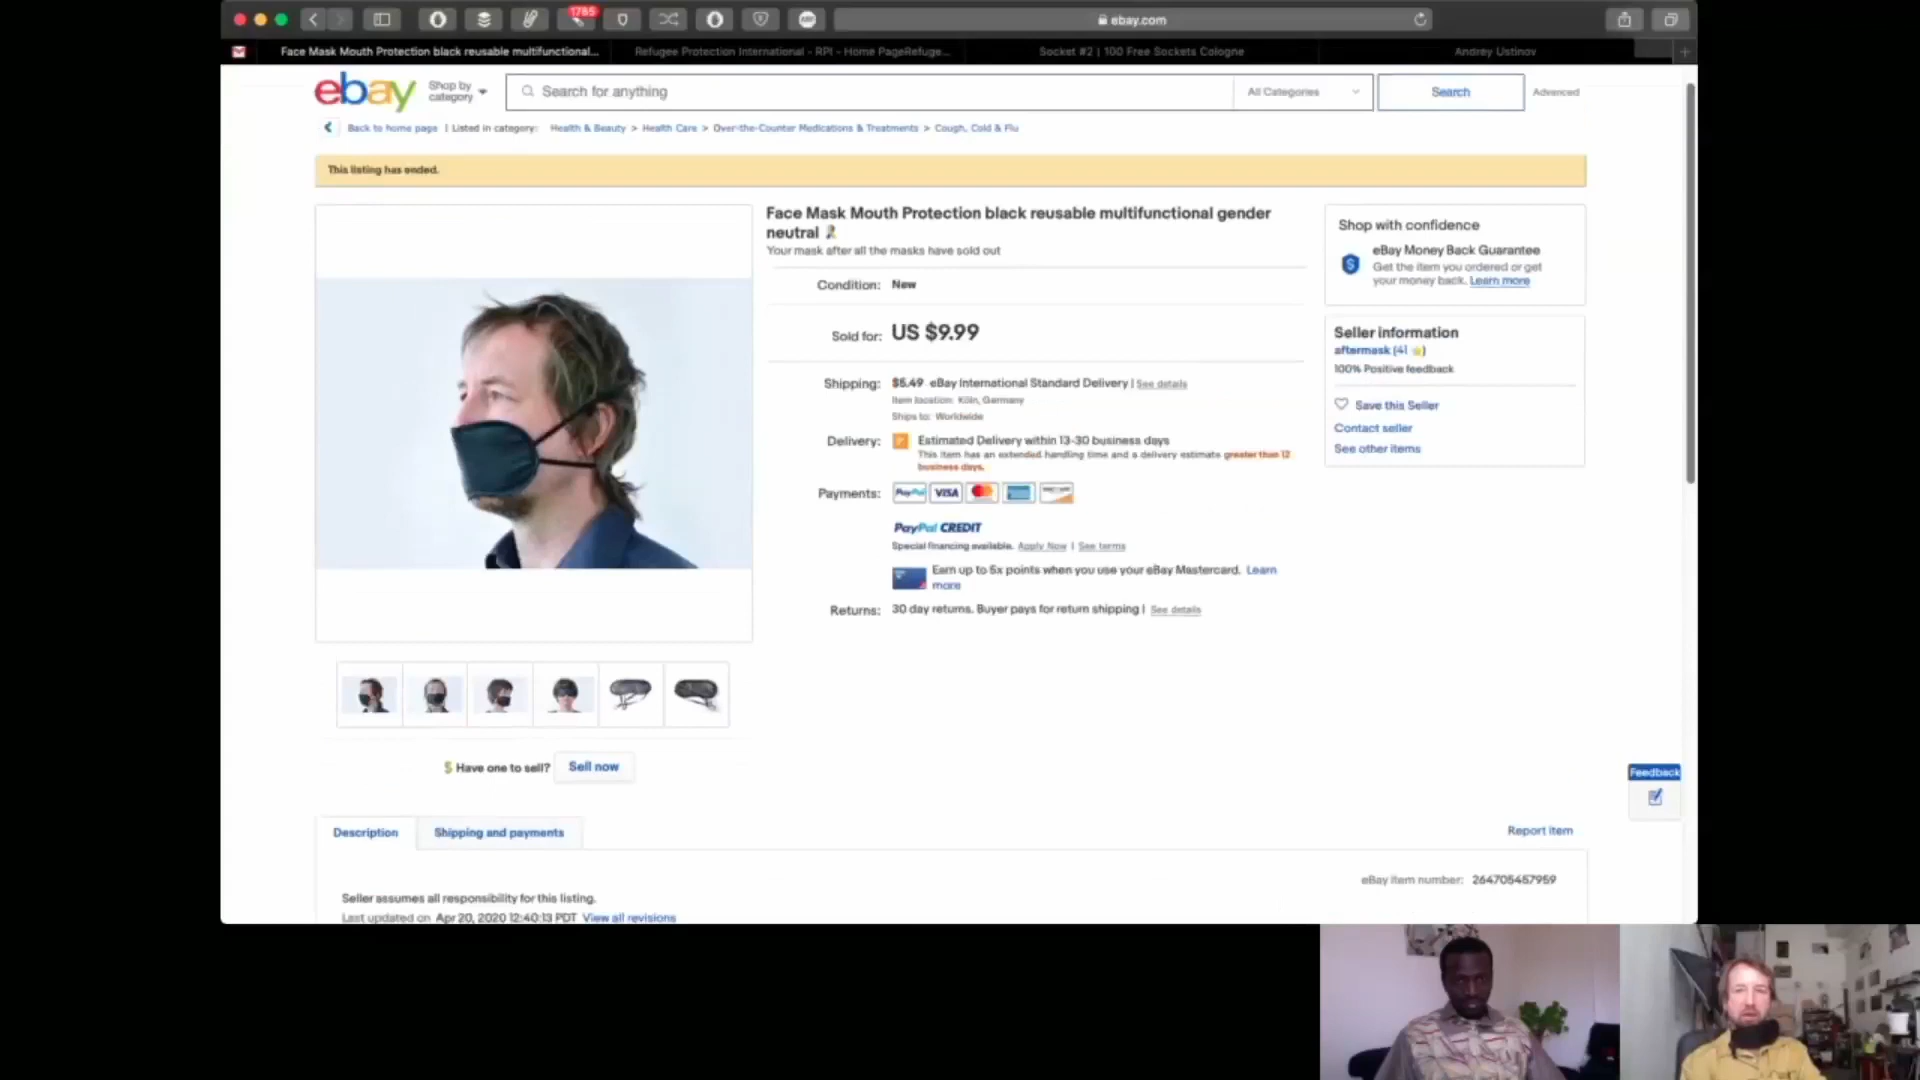 1785
ebay.com
Face Mask Mouth Protection black reusable multifunctional...
Refugee Protection International - RPI - Home PageRefuge...
Socket #2 | 100 Free Sockets Cologne
Andrey Ustinov
ebay
Shop by
category
Search for anything
All Categories
Search
Advanced
Back to home page | Listed in category: Health & Beauty > Health Care > Over-the-Counter Medications & Treatments > Cough, Cold & Flu
This listing has ended.
Face Mask Mouth Protection black reusable multifunctional gender
neutral
Your mask after all the masks have sold out
Condition: New
Sold for: US $9.99
Shipping: $5.49 eBay International Standard Delivery | See details
Item location: Köln, Germany
Ships to: Worldwide
Delivery: Estimated Delivery within 13-30 business days
This item has an extended handling time and a delivery estimate greater than 12
business days.
Payments: PayPal VISA
PayPal CREDIT
Special financing available. Apply Now | See terms
Earn up to 5x points when you use your eBay Mastercard. Learn
more
Returns: 30 day returns. Buyer pays for return shipping | See details
Shop with confidence
eBay Money Back Guarantee
Get the item you ordered or get
your money back. Learn more
Seller information
aftermask (41)
100% Positive feedback
Save this Seller
Contact seller
See other items
Have one to sell? Sell now
Feedback
Description
Shipping and payments
Report item
eBay item number: 264705457959
Seller assumes all responsibility for this listing.
Last updated on Apr 20, 2020 12:40:13 PDT View all revisions